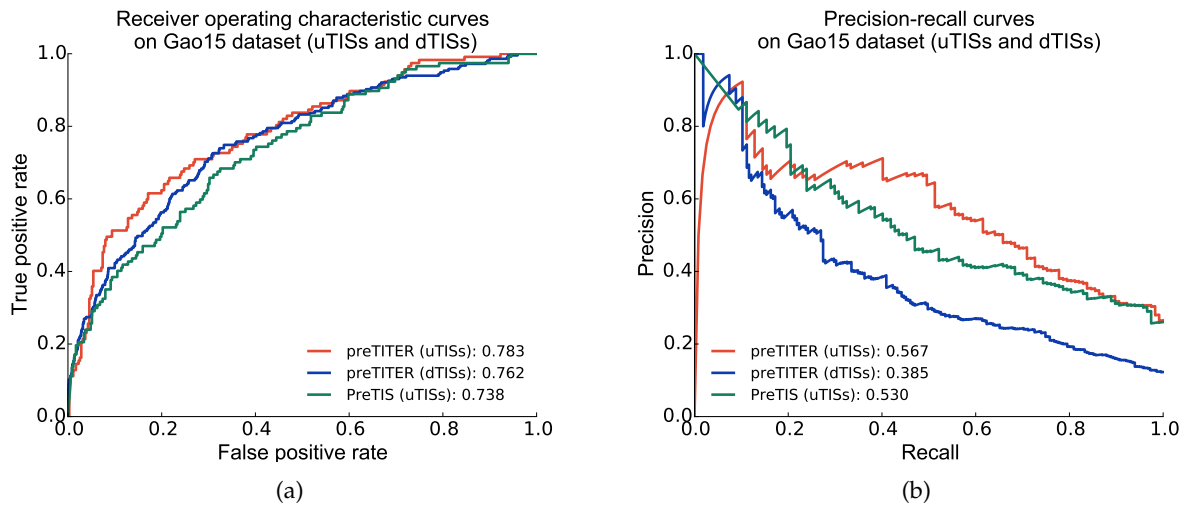 Receiver operating characteristic curves
on Gao15 dataset (uTISs and dTISs)
1.0
0.8
0.6
0.4
0.2
0.0
True positive rate
preTITER (uTISs): 0.783
preTITER (dTISs): 0.762
PreTIS (uTISs): 0.738
0.0 0.2 0.4 0.6 0.8 1.0
False positive rate
(a)
Precision-recall curves
on Gao15 dataset (uTISs and dTISs)
1.0
0.8
0.6
0.4
0.2
0.0
Precision
preTITER (uTISs): 0.567
preTITER (dTISs): 0.385
PreTIS (uTISs): 0.530
0.0 0.2 0.4 0.6 0.8 1.0
Recall
(b)